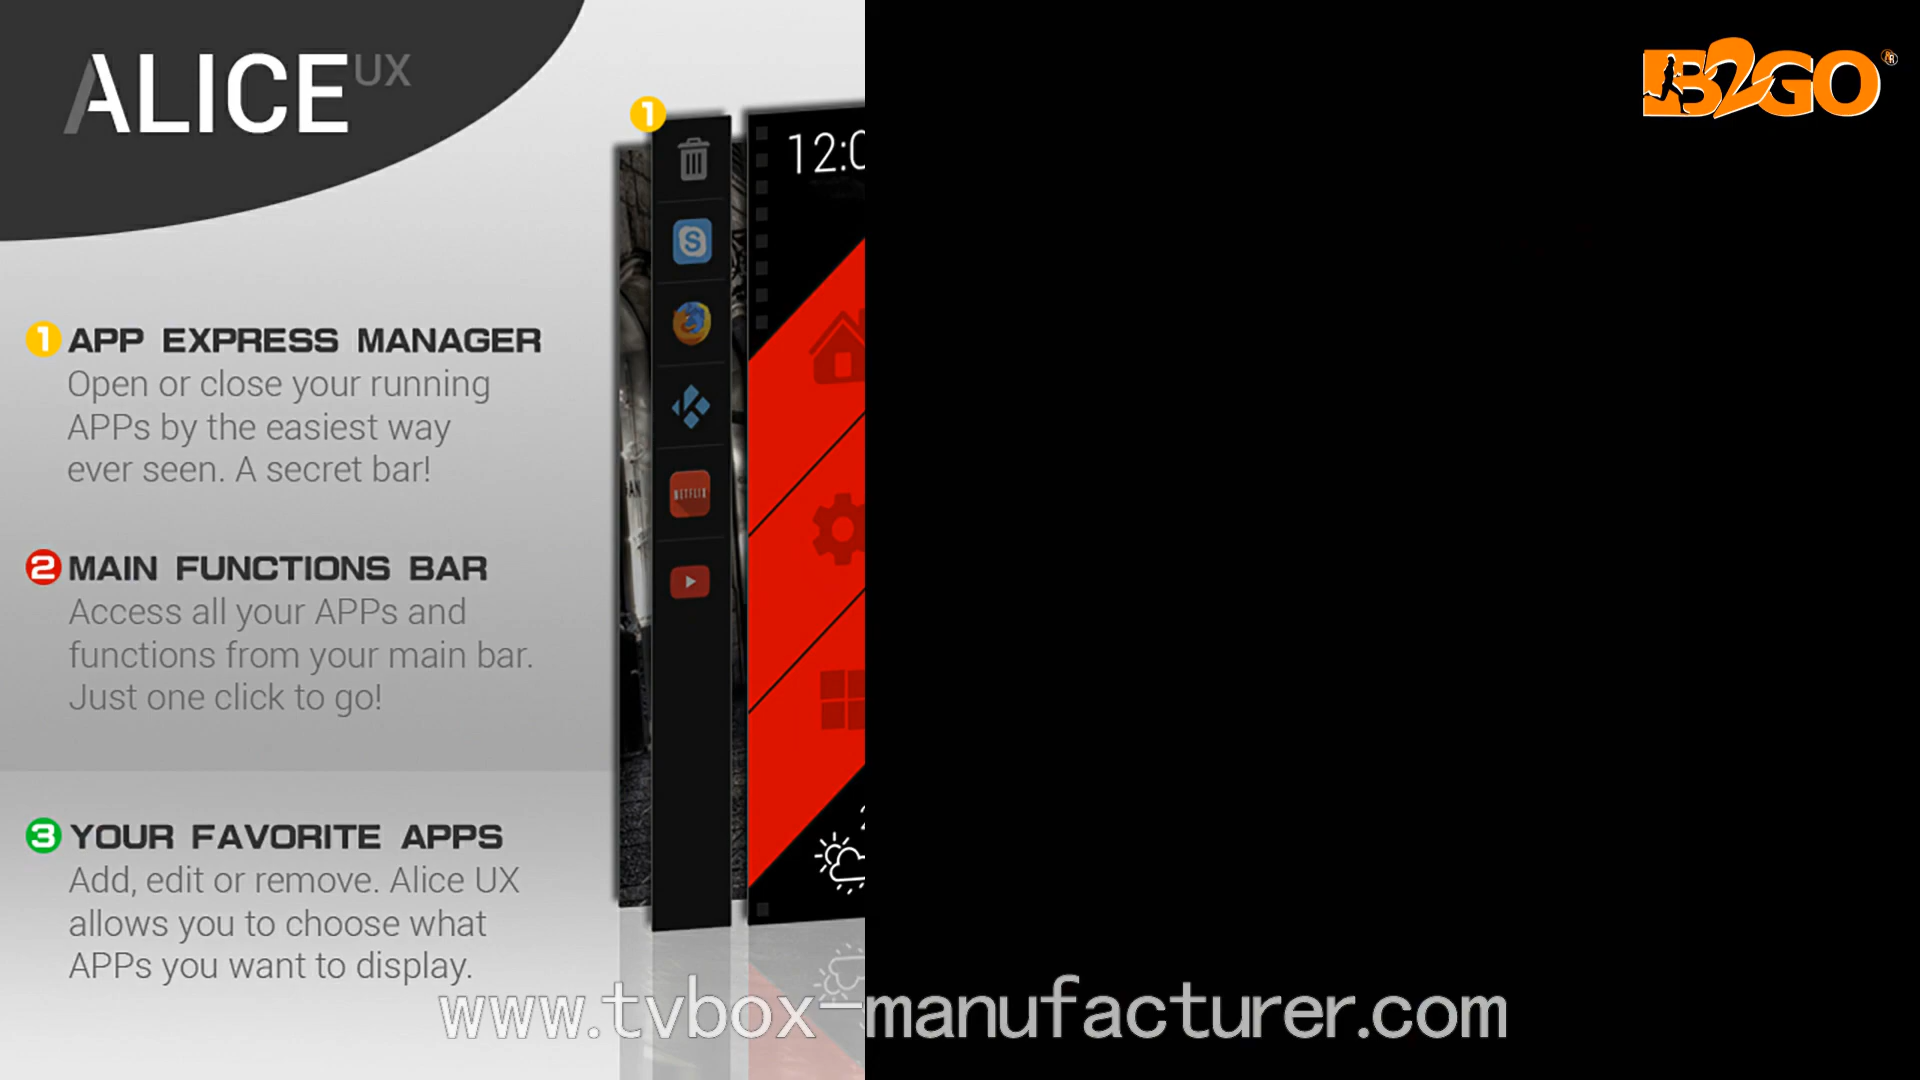 ALICE UX
B2GO®
1
12:0
1 APP EXPRESS MANAGER
Open or close your running
APPs by the easiest way
ever seen. A secret bar!
NETFLIX
2 MAIN FUNCTIONS BAR
Access all your APPs and
functions from your main bar.
Just one click to go!
3 YOUR FAVORITE APPS
Add, edit or remove. Alice UX
allows you to choose what
APPs you want to display.
www.tvbox-manufacturer.com